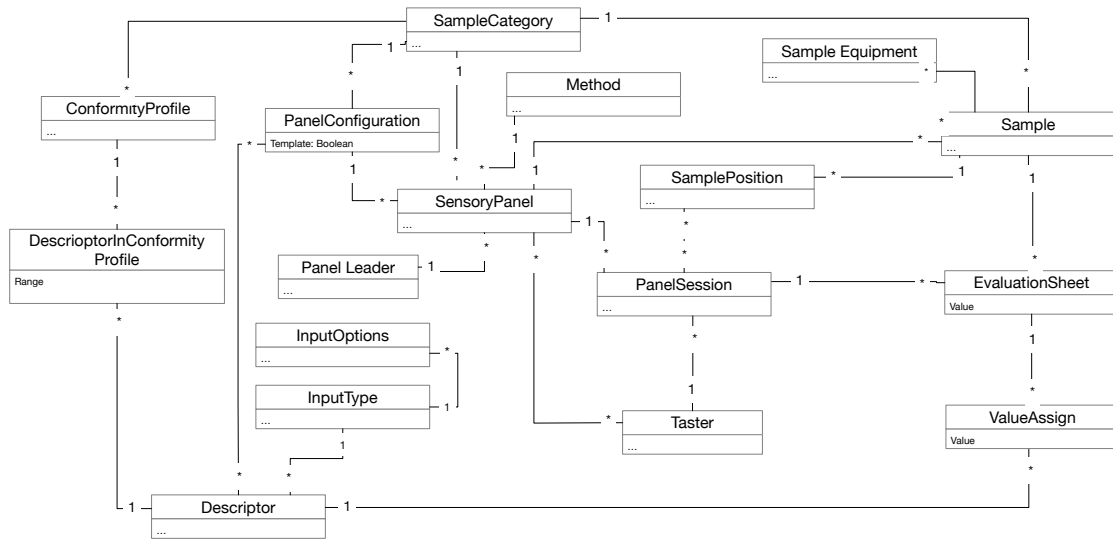 SampleCategory
...
1
1
1
*
*
*
*
Sample Equipment
...
*
*
Method
...
1
ConformityProfile
...
1
*
PanelConfiguration
Template: Boolean
*
1
*
Sample
...
*
1
1
1
*
*
SamplePosition
...
*
*
*
SensoryPanel
...
1
*
*
*
DescrioptorInConformity
Profile
Range
*
Panel Leader
...
1
*
PanelSession
...
1
*
*
EvaluationSheet
Value
1
*
InputOptions
...
*
InputType
...
1
1
*
1
*
Taster
...
ValueAssign
Value
*
*
*
1
Descriptor
...
1